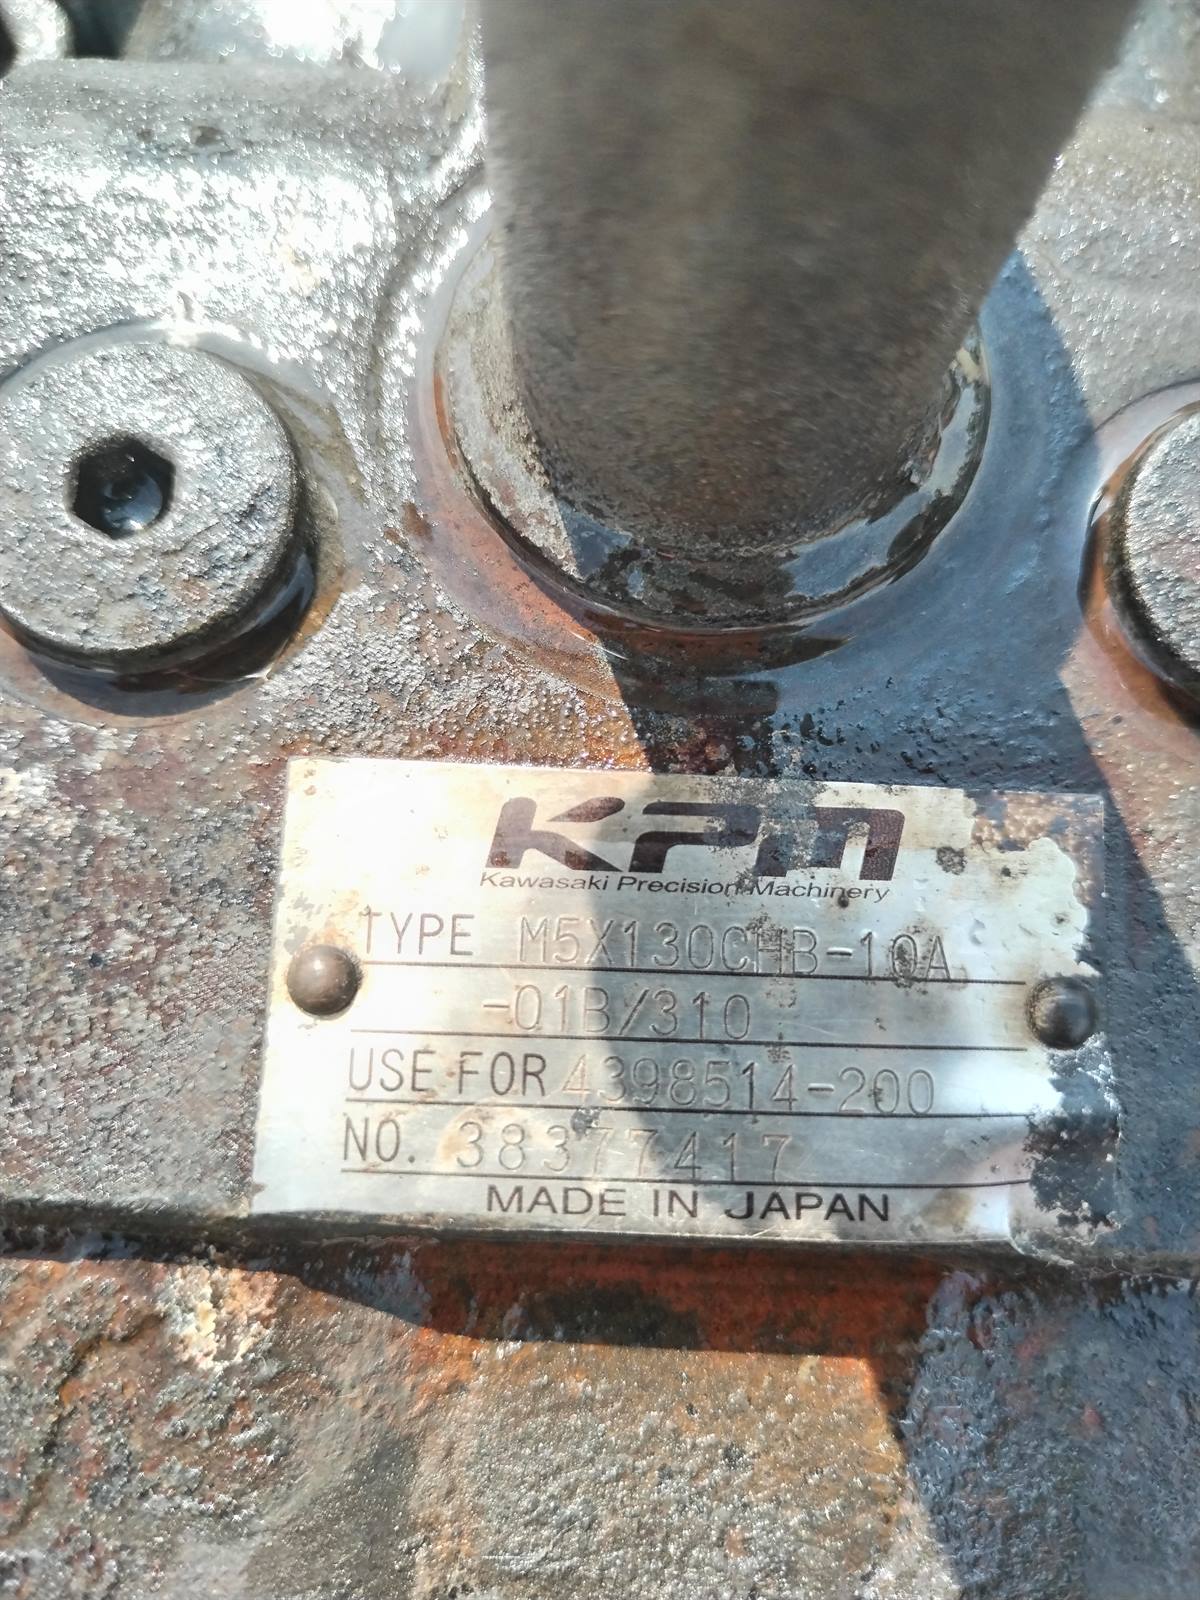 KPM
Kawasaki Precision Machinery
TYPE M5X130CHB-10A
-01B/310
USE FOR 4398514-200
NO. 38377417
MADE IN JAPAN